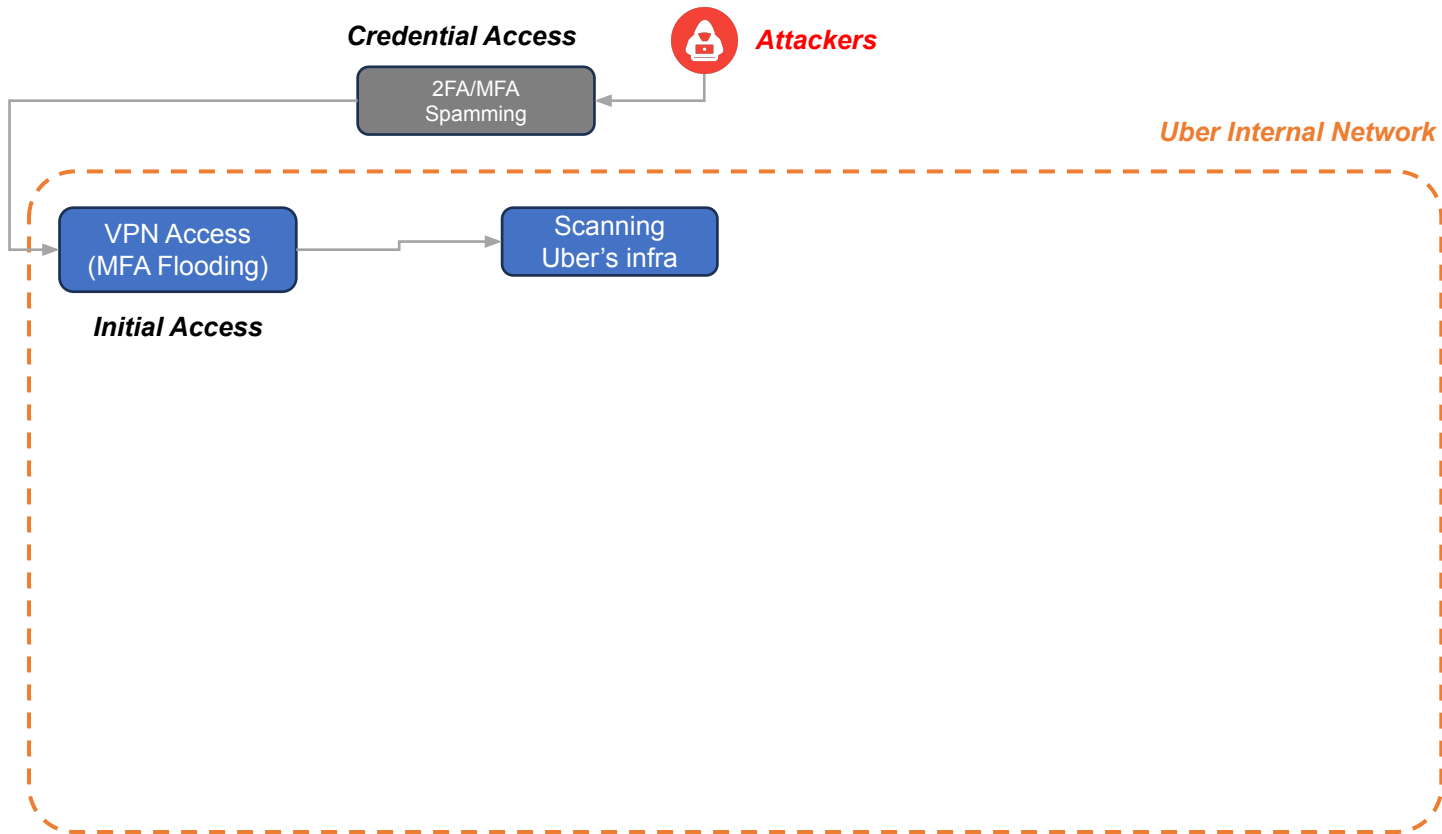 Credential Access
Attackers
2FA/MFA
Spamming
Uber Internal Network
VPN Access
(MFA Flooding)
Scanning
Uber’s infra
Initial Access